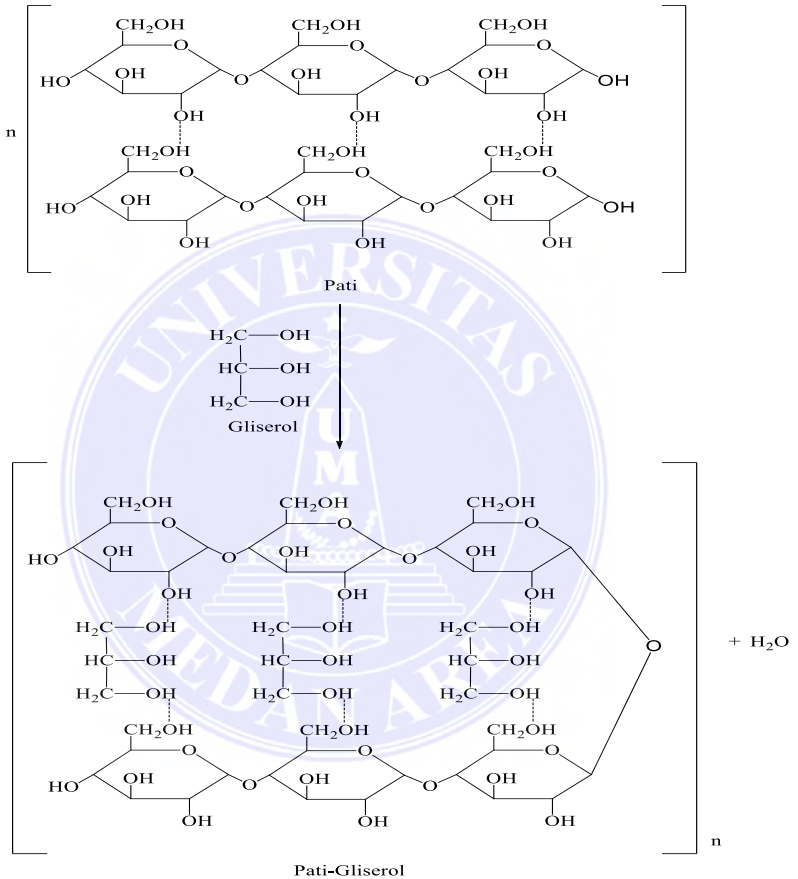 CH₂OH CH₂OH CH₂OH
O O O
HO OH O OH O OH OH
OH OH OH
n
CH₂OH CH₂OH CH₂OH
O O O
HO OH O OH O OH OH
OH OH OH
Pati
H₂C OH
HC OH
H₂C OH
Gliserol
UNIVERSITAS
UMA
MEDAN AREA
CH₂OH CH₂OH CH₂OH
O O O
HO OH O OH O OH
OH OH OH
H₂C OH H₂C OH H₂C OH
HC OH HC OH HC OH O + H₂O
H₂C OH H₂C OH H₂C OH
CH₂OH CH₂OH CH₂OH
O O O
HO OH O OH O OH
OH OH OH
n
Pati-Gliserol